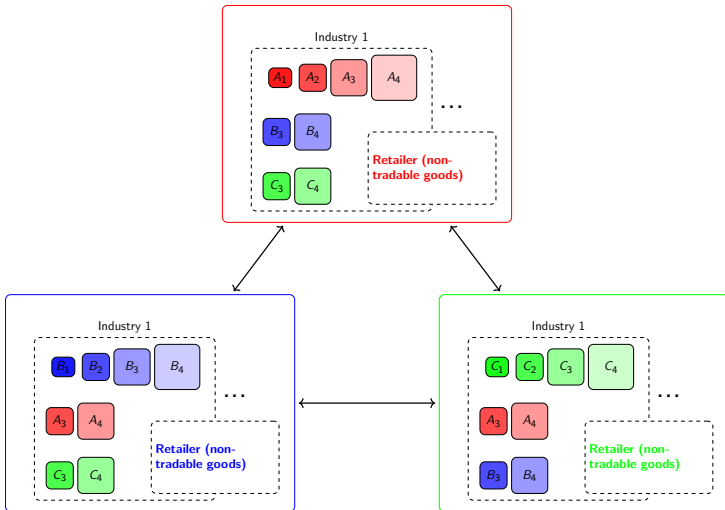 Industry 1
A1 A2 A3 A4
...
B3 B4
Retailer (non-
tradable goods)
C3 C4
Industry 1
B1 B2 B3 B4
...
A3 A4
Retailer (non-
tradable goods)
C3 C4
Industry 1
C1 C2 C3 C4
...
A3 A4
Retailer (non-
tradable goods)
B3 B4